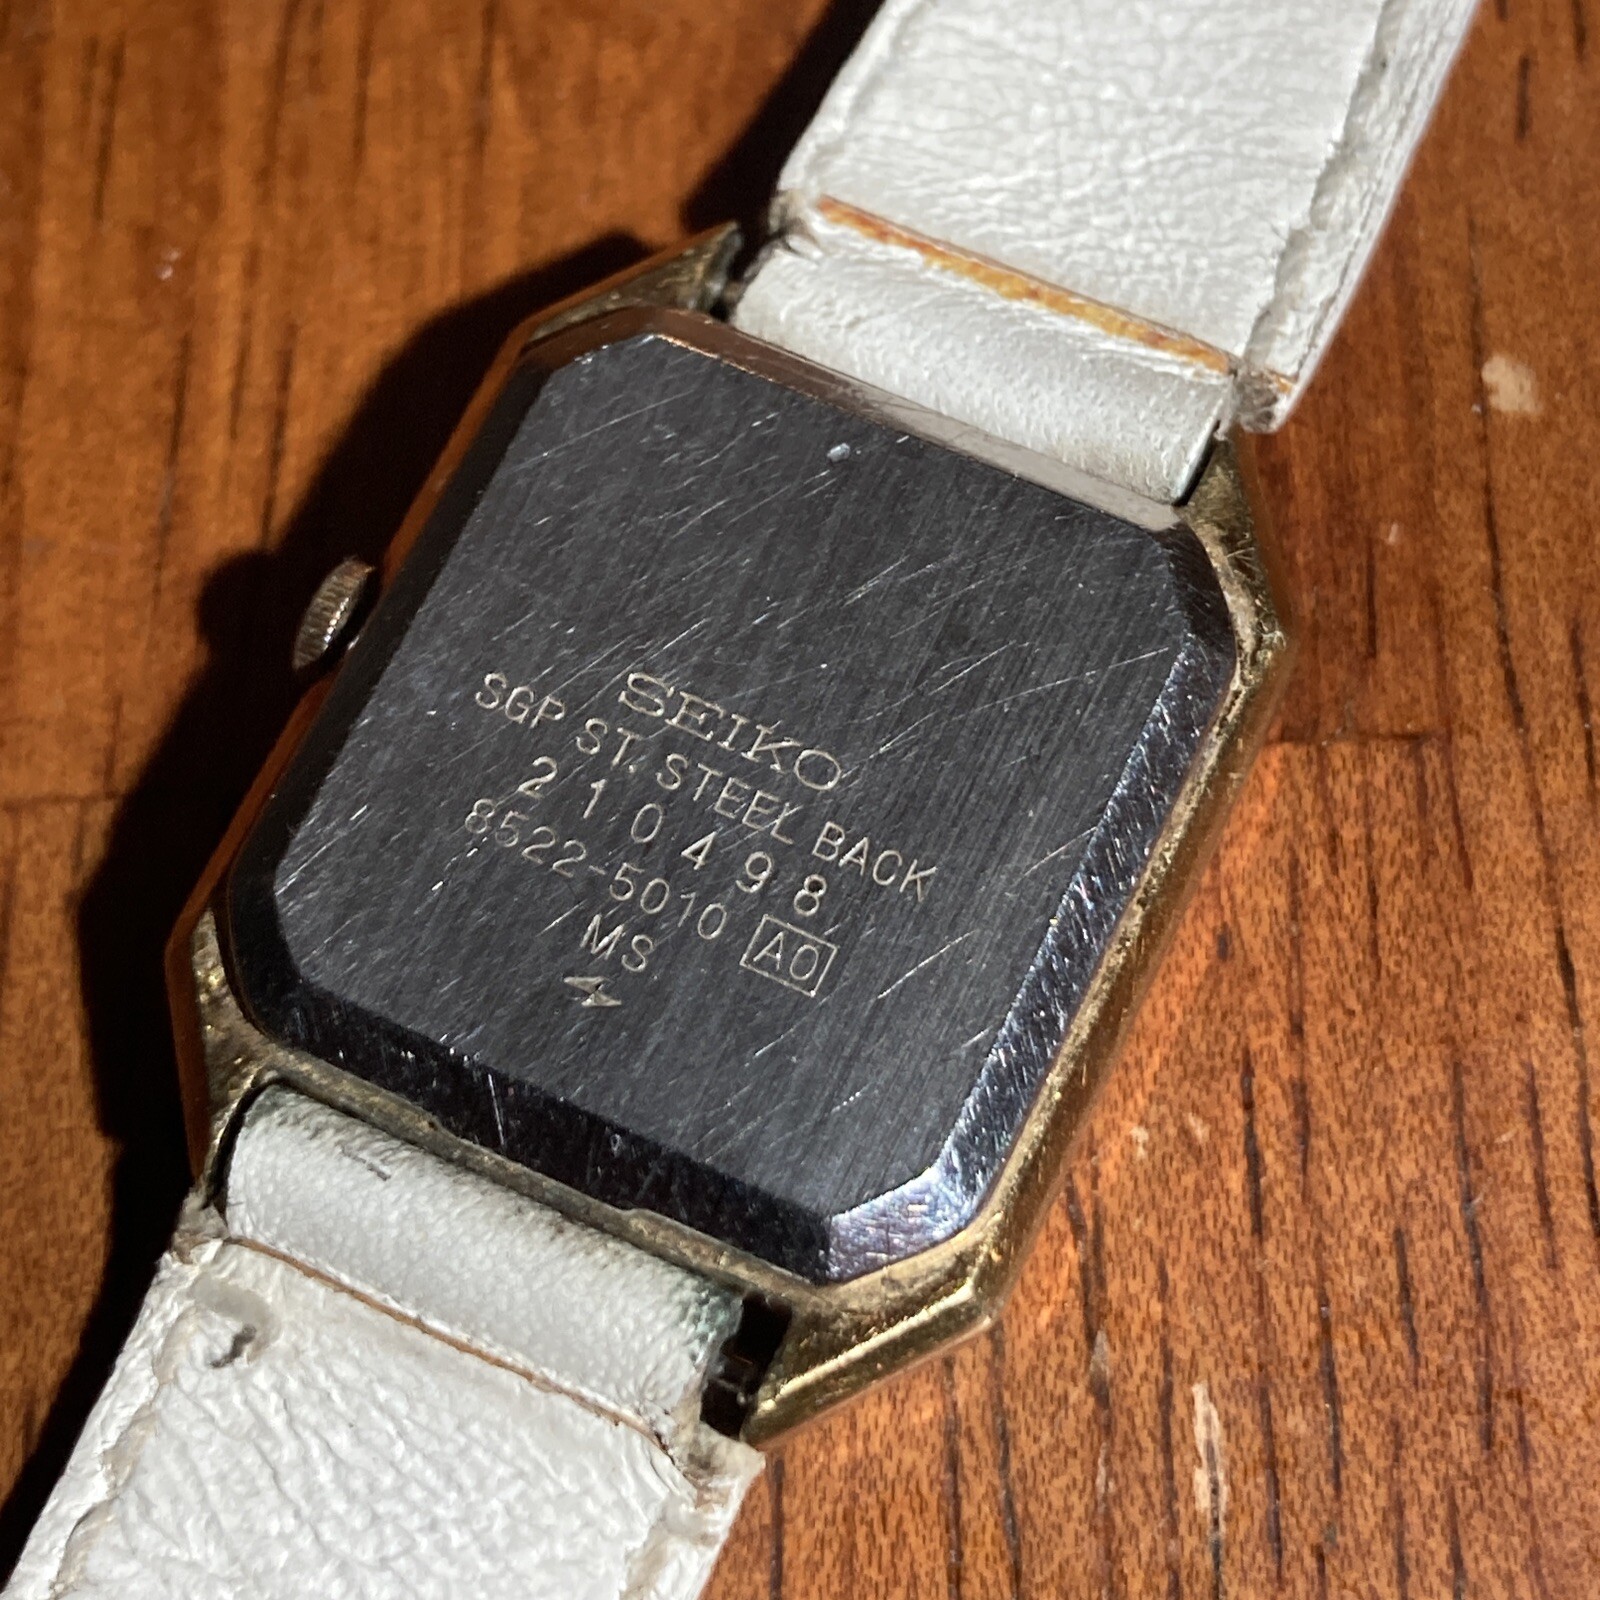 SEIKO
SGP ST. STEEL BACK
210498
8522-5010 A0
MS